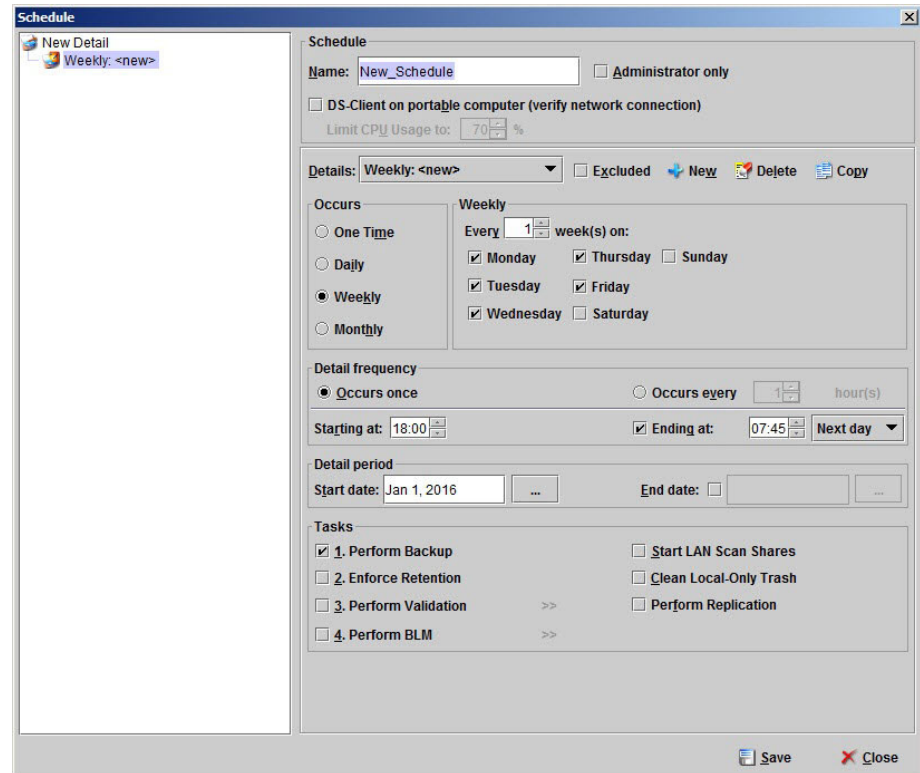 Schedule
New Detail
Weekly: <new>
Schedule
Name: New_Schedule Administrator only
DS-Client on portable computer (verify network connection)
Limit CPU Usage to: 70 %
Details: Weekly: <new> Excluded New Delete Copy
Occurs
One Time
Daily
Weekly
Monthly
Weekly
Every 1 week(s) on:
Monday Thursday Sunday
Tuesday Friday
Wednesday Saturday
Detail frequency
Occurs once Occurs every 1 hour(s)
Starting at: 18:00 Ending at: 07:45 Next day
Detail period
Start date: Jan 1, 2016 ... End date: ...
Tasks
1. Perform Backup Start LAN Scan Shares
2. Enforce Retention Clean Local-Only Trash
3. Perform Validation >> Perform Replication
4. Perform BLM >>
Save Close